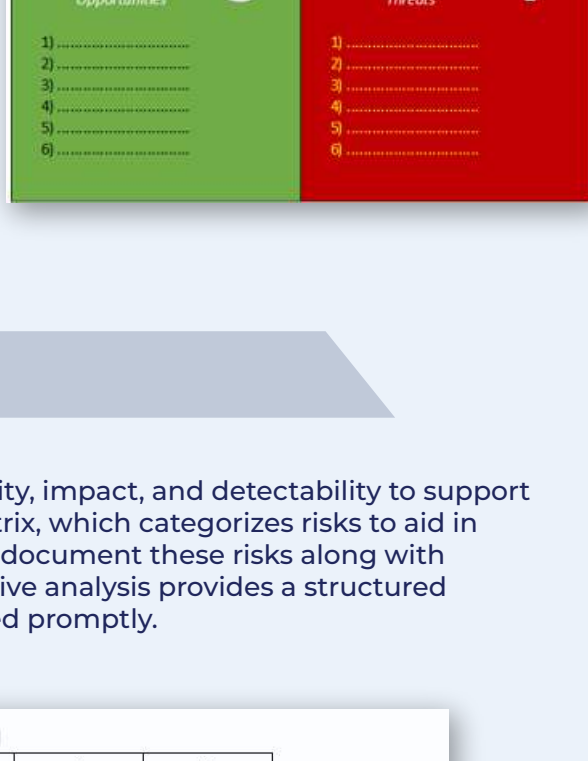 Opportunities
Threats
1) ................................
2) ................................
3) ................................
4) ................................
5) ................................
6) ................................
1) ................................
2) ................................
3) ................................
4) ................................
5) ................................
6) ................................
ity, impact, and detectability to support
trix, which categorizes risks to aid in
document these risks along with
ive analysis provides a structured
ed promptly.